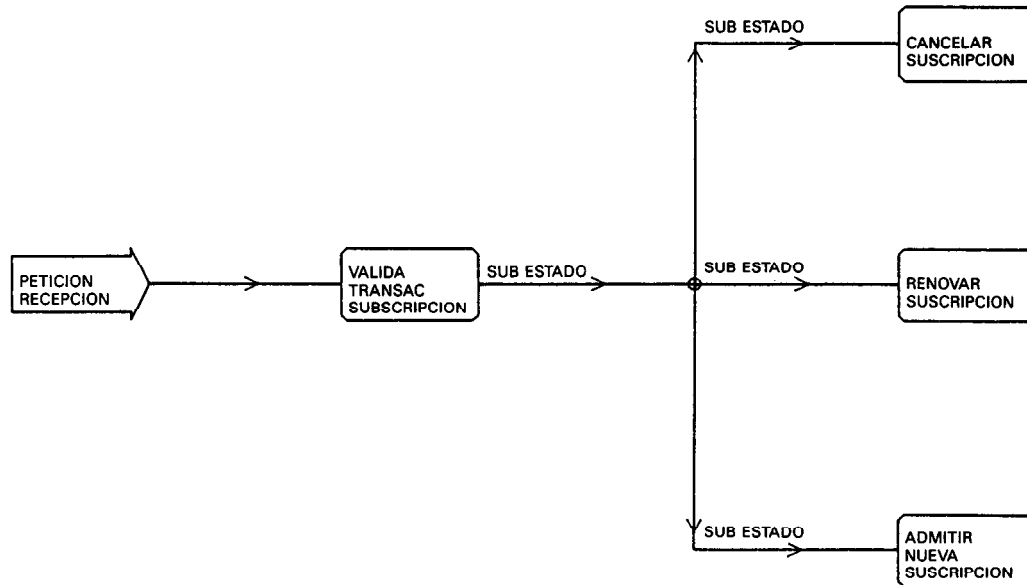 SUB ESTADO
CANCELAR
SUSCRIPCION
PETICION
RECEPCION
VALIDA
TRANSAC
SUBSCRIPCION
SUB ESTADO
SUB ESTADO
RENOVAR
SUSCRIPCION
SUB ESTADO
ADMITIR
NUEVA
SUSCRIPCION